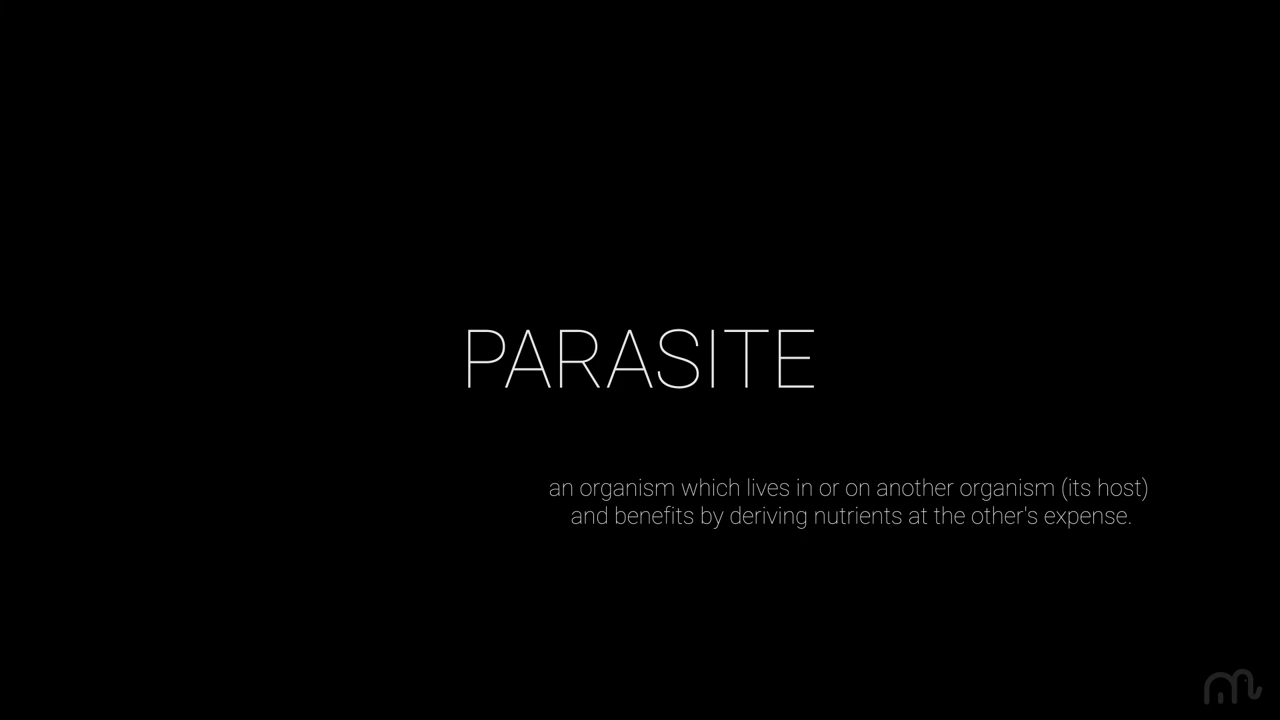 PARASITE
an organism which lives in or on another organism (its host)
and benefits by deriving nutrients at the other's expense.